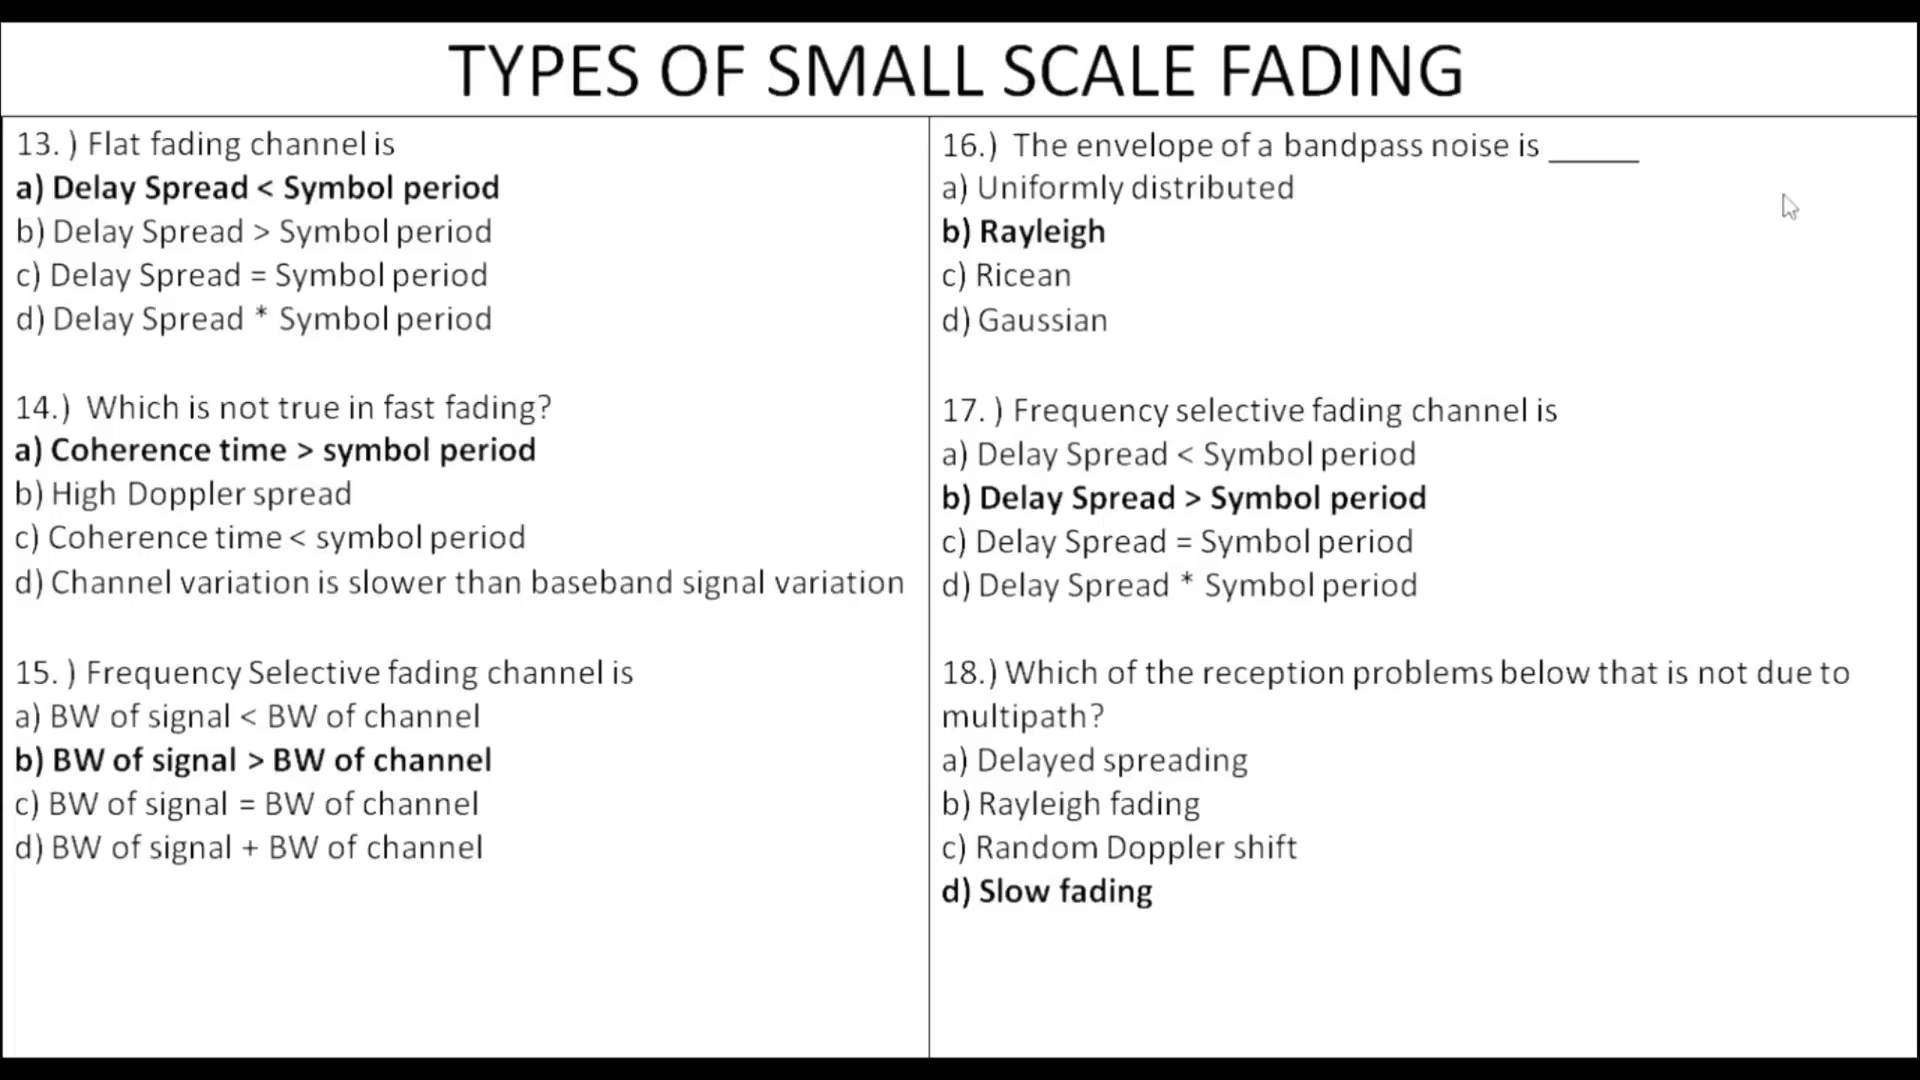 TYPES OF SMALL SCALE FADING
13. ) Flat fading channel is
a) Delay Spread < Symbol period
b) Delay Spread > Symbol period
c) Delay Spread = Symbol period
d) Delay Spread * Symbol period
14.) Which is not true in fast fading?
a) Coherence time > symbol period
b) High Doppler spread
c) Coherence time < symbol period
d) Channel variation is slower than baseband signal variation
15. ) Frequency Selective fading channel is
a) BW of signal < BW of channel
b) BW of signal > BW of channel
c) BW of signal = BW of channel
d) BW of signal + BW of channel
16.) The envelope of a bandpass noise is ______
a) Uniformly distributed
b) Rayleigh
c) Ricean
d) Gaussian
17. ) Frequency selective fading channel is
a) Delay Spread < Symbol period
b) Delay Spread > Symbol period
c) Delay Spread = Symbol period
d) Delay Spread * Symbol period
18.) Which of the reception problems below that is not due to
multipath?
a) Delayed spreading
b) Rayleigh fading
c) Random Doppler shift
d) Slow fading